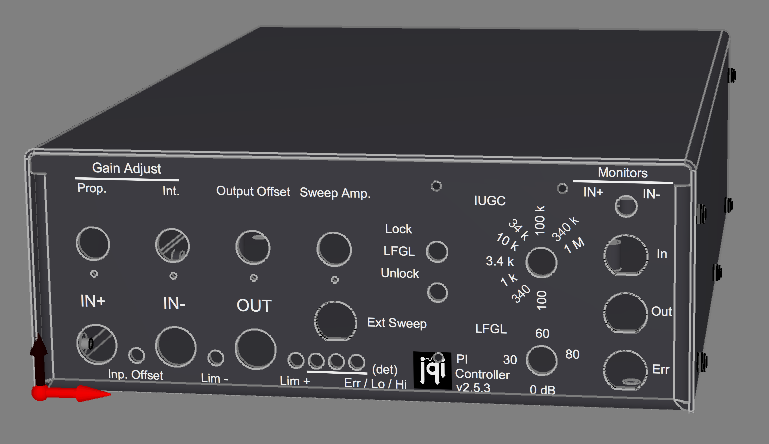 Gain Adjust
Monitors
Prop.
Int.
Output Offset
Sweep Amp.
IUGC
IN+
IN-
Lock
LFGL
Unlock
34 k
100 k
340 k
10 k
1 M
3.4 k
1 k
340
100
In
IN+
IN-
OUT
Ext Sweep
LFGL
Out
60
30
80
0 dB
Err
Inp. Offset
Lim -
Lim +
(det)
Err / Lo / Hi
jqi
PI
Controller
v2.5.3